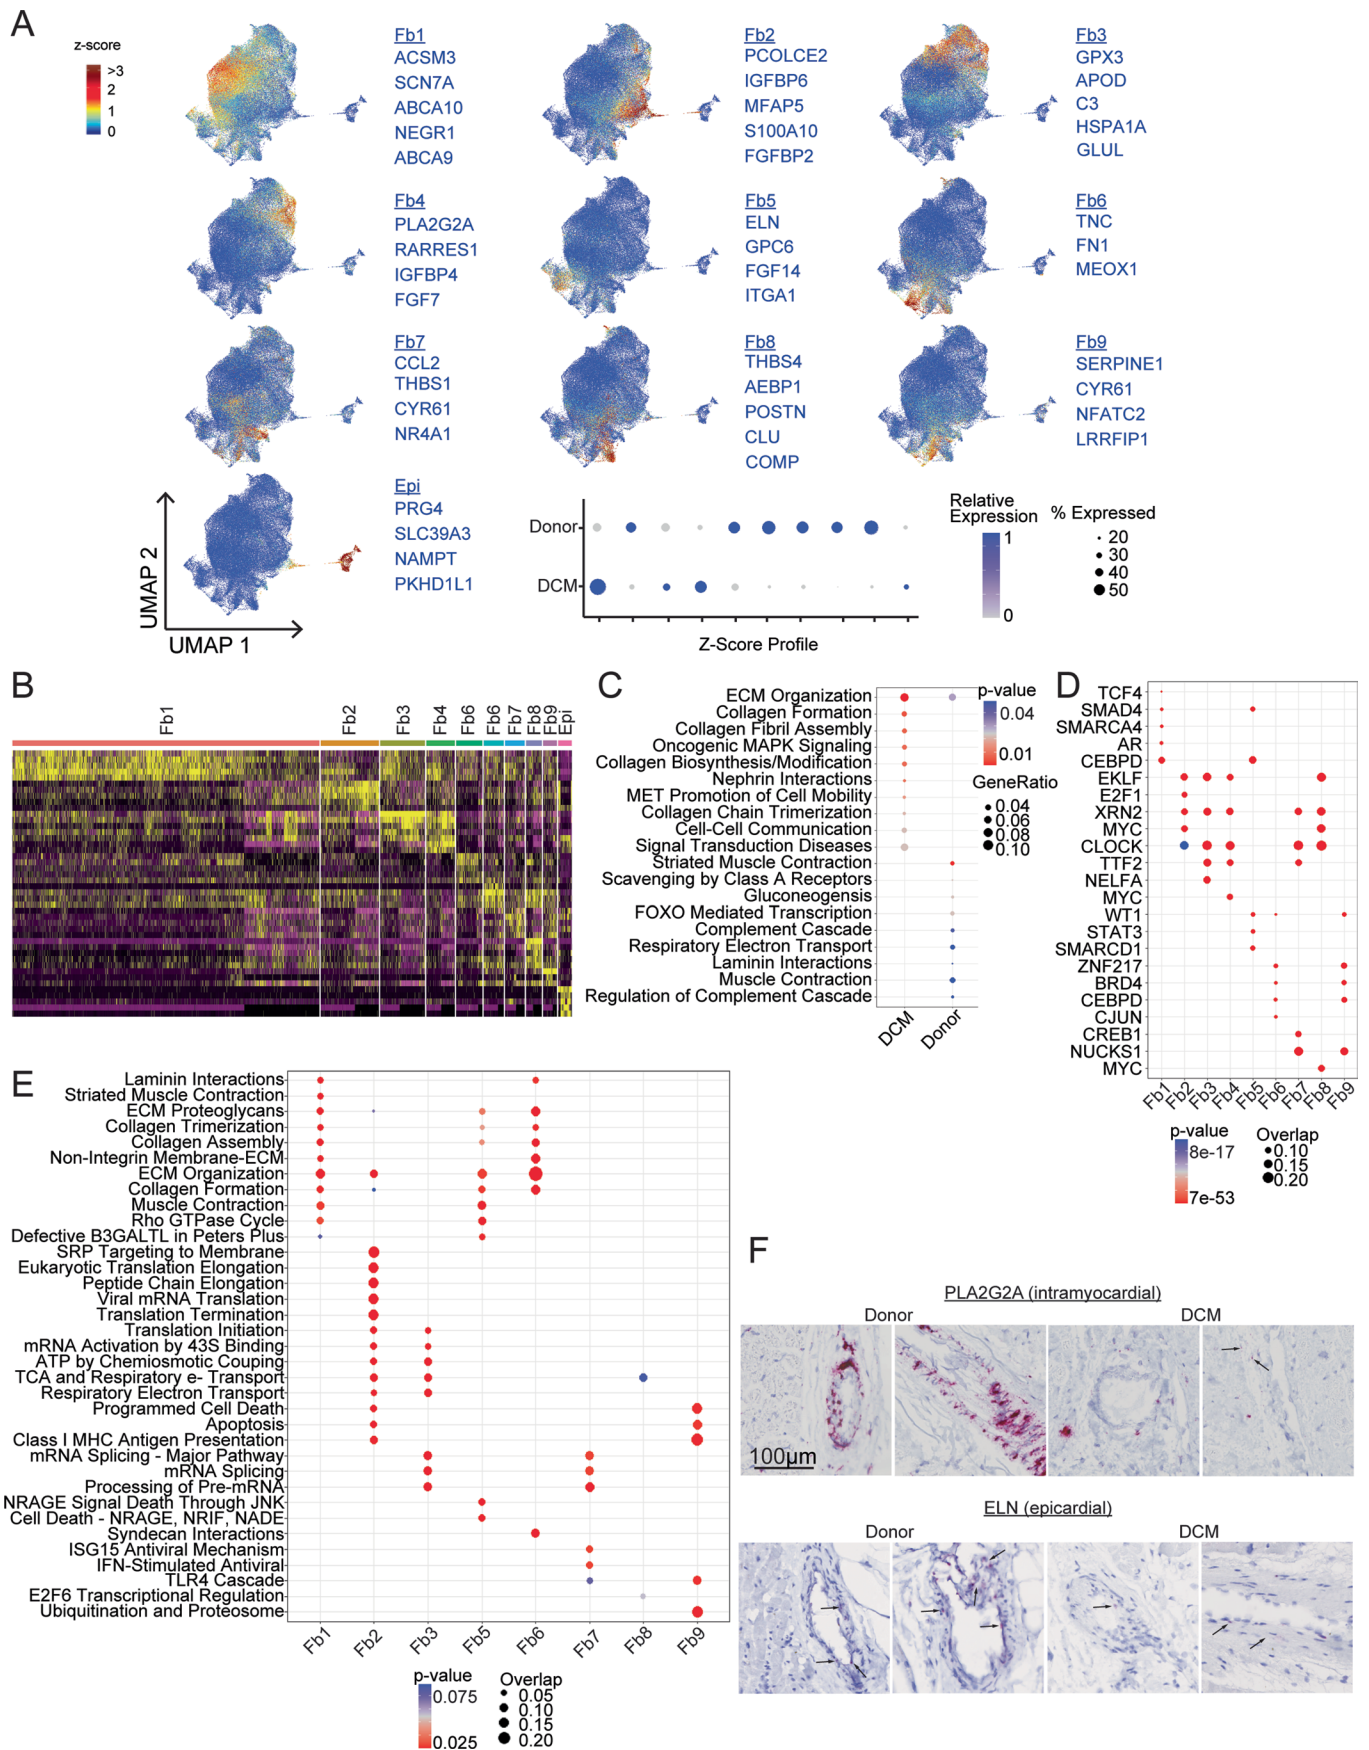 A
z-score
>3
2
1
0
Fb1
ACSM3
SCN7A
ABCA10
NEGR1
ABCA9
Fb2
PCOLCE2
IGFBP6
MFAP5
S100A10
FGFBP2
Fb3
GPX3
APOD
C3
HSPA1A
GLUL
Fb4
PLA2G2A
RARRES1
IGFBP4
FGF7
Fb5
ELN
GPC6
FGF14
ITGA1
Fb6
TNC
FN1
MEOX1
Fb7
CCL2
THBS1
CYR61
NR4A1
Fb8
THBS4
AEBP1
POSTN
CLU
COMP
Fb9
SERPINE1
CYR61
NFATC2
LRRFIP1
Epi
PRG4
SLC39A3
NAMPT
PKHD1L1
UMAP 2
UMAP 1
Donor
DCM
Z-Score Profile
Relative
Expression
1
0
% Expressed
20
30
40
50
B
Fb1
Fb2
Fb3
Fb4
Fb6
Fb6
Fb7
Fb8
Fb9
Epi
C
ECM Organization
Collagen Formation
Collagen Fibril Assembly
Oncogenic MAPK Signaling
Collagen Biosynthesis/Modification
Nephrin Interactions
MET Promotion of Cell Mobility
Collagen Chain Trimerization
Cell-Cell Communication
Signal Transduction Diseases
Striated Muscle Contraction
Scavenging by Class A Receptors
Gluconeogensis
FOXO Mediated Transcription
Complement Cascade
Respiratory Electron Transport
Laminin Interactions
Muscle Contraction
Regulation of Complement Cascade
DCM
Donor
p-value
0.04
0.01
GeneRatio
0.04
0.06
0.08
0.10
D
TCF4
SMAD4
SMARCA4
AR
CEBPD
EKLF
E2F1
XRN2
MYC
CLOCK
TTF2
NELFA
MYC
WT1
STAT3
SMARCD1
ZNF217
BRD4
CEBPD
CJUN
CREB1
NUCKS1
MYC
Fb1
Fb2
Fb3
Fb4
Fb5
Fb6
Fb7
Fb8
Fb9
p-value
8e-17
7e-53
Overlap
0.10
0.15
0.20
E
Laminin Interactions
Striated Muscle Contraction
ECM Proteoglycans
Collagen Trimerization
Collagen Assembly
Non-Integrin Membrane-ECM
ECM Organization
Collagen Formation
Muscle Contraction
Rho GTPase Cycle
Defective B3GALTL in Peters Plus
SRP Targeting to Membrane
Eukaryotic Translation Elongation
Peptide Chain Elongation
Viral mRNA Translation
Translation Termination
Translation Initiation
mRNA Activation by 43S Binding
ATP by Chemiosmotic Couping
TCA and Respiratory e- Transport
Respiratory Electron Transport
Programmed Cell Death
Apoptosis
Class I MHC Antigen Presentation
mRNA Splicing - Major Pathway
mRNA Splicing
Processing of Pre-mRNA
NRAGE Signal Death Through JNK
Cell Death - NRAGE, NRIF, NADE
Syndecan Interactions
ISG15 Antiviral Mechanism
IFN-Stimulated Antiviral
TLR4 Cascade
E2F6 Transcriptional Regulation
Ubiquitination and Proteosome
Fb1
Fb2
Fb3
Fb5
Fb6
Fb7
Fb8
Fb9
p-value
0.075
0.025
Overlap
0.05
0.10
0.15
0.20
F
PLA2G2A (intramyocardial)
Donor
DCM
100µm
ELN (epicardial)
Donor
DCM